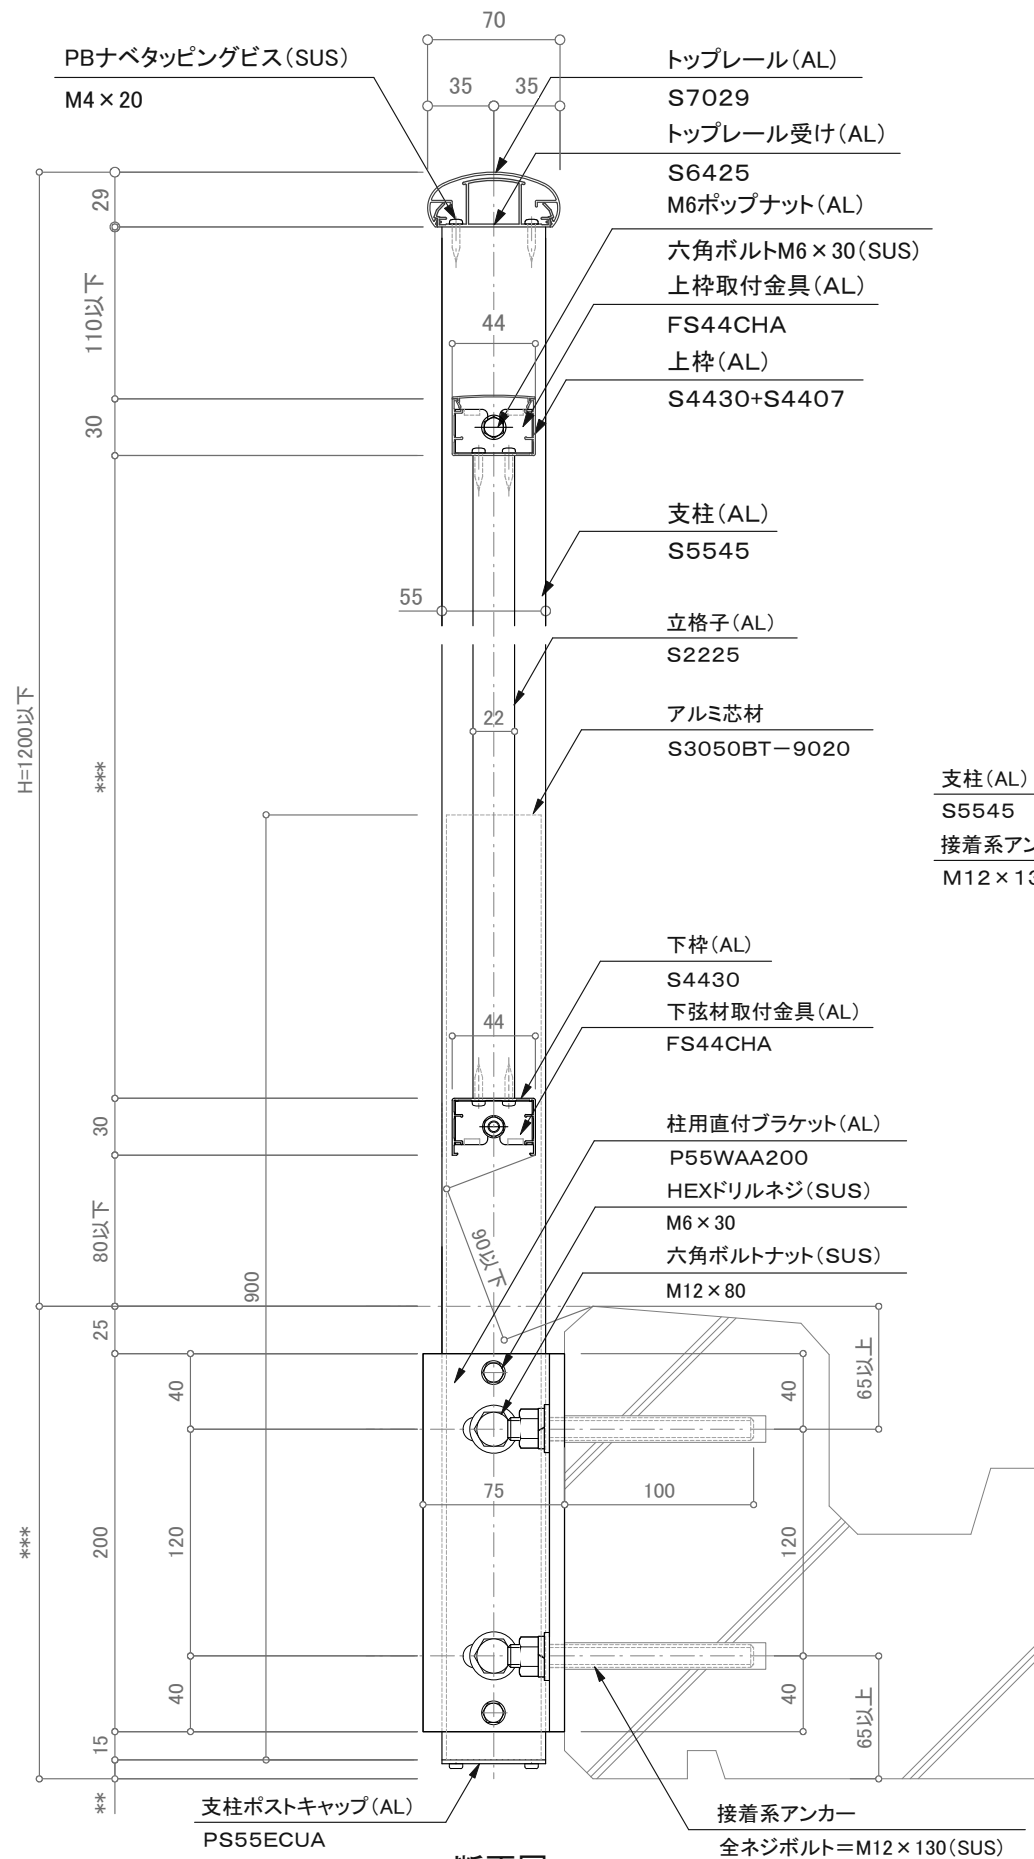 70
PBナベタッピングビス(SUS)
M4×20
35
35
トップレール(AL)
S7029
トップレール受け(AL)
S6425
M6ポップナット(AL)
六角ボルトM6×30(SUS)
上枠取付金具(AL)
FS44CHA
上枠(AL)
S4430+S4407
29
110以下
30
44
支柱(AL)
S5545
55
立格子(AL)
S2225
22
アルミ芯材
S3050BT-9020
H=1200以下
***
支柱(AL)
S5545
接着系アン
M12×13
下枠(AL)
S4430
下弦材取付金具(AL)
FS44CHA
44
30
80以下
90以下
900
柱用直付ブラケット(AL)
P55WAA200
HEXドリルネジ(SUS)
M6×30
六角ボルトナット(SUS)
M12×80
25
40
40
65以上
75
100
***
200
120
120
40
40
65以上
15
**
支柱ポストキャップ(AL)
PS55ECUA
接着系アンカー
全ネジボルト=M12×130(SUS)